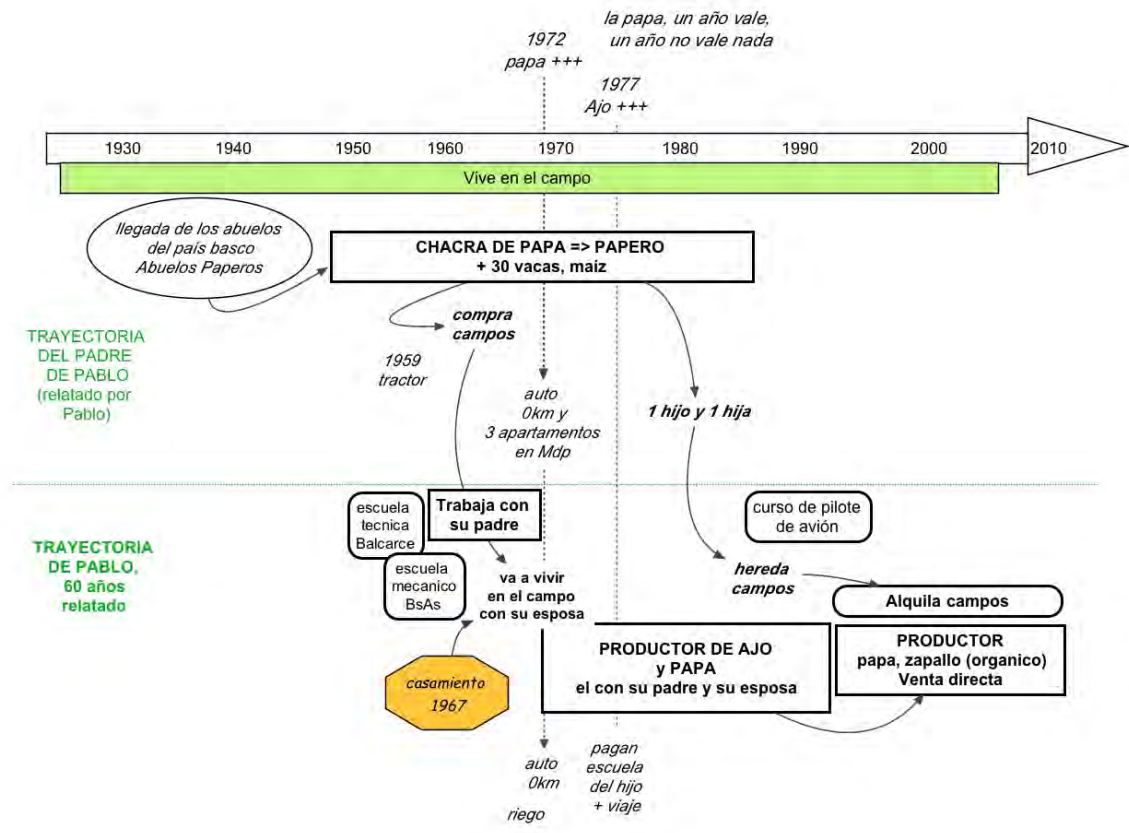 la papa, un año vale,
un año no vale nada
1972
papa +++
1977
Ajo +++
1930 1940 1950 1960 1970 1980 1990 2000 2010
Vive en el campo
llegada de los abuelos
del país basco
Abuelos Paperos
CHACRA DE PAPA => PAPERO
+ 30 vacas, maíz
TRAYECTORIA
DEL PADRE
DE PABLO
(relatado por
Pablo)
compra
campos
1959
tractor
auto
0km y
3 apartamentos
en Mdp
1 hijo y 1 hija
TRAYECTORIA
DE PABLO,
60 años
relatado
escuela
tecnica
Balcarce
Trabaja con
su padre
escuela
mecanico
BsAs
va a vivir
en el campo
con su esposa
casamiento
1967
curso de pilote
de avión
hereda
campos
Alquila campos
PRODUCTOR DE AJO
y PAPA
el con su padre y su esposa
PRODUCTOR
papa, zapallo (organico)
Venta directa
auto
0km
riego
pagan
escuela
del hijo
+ viaje